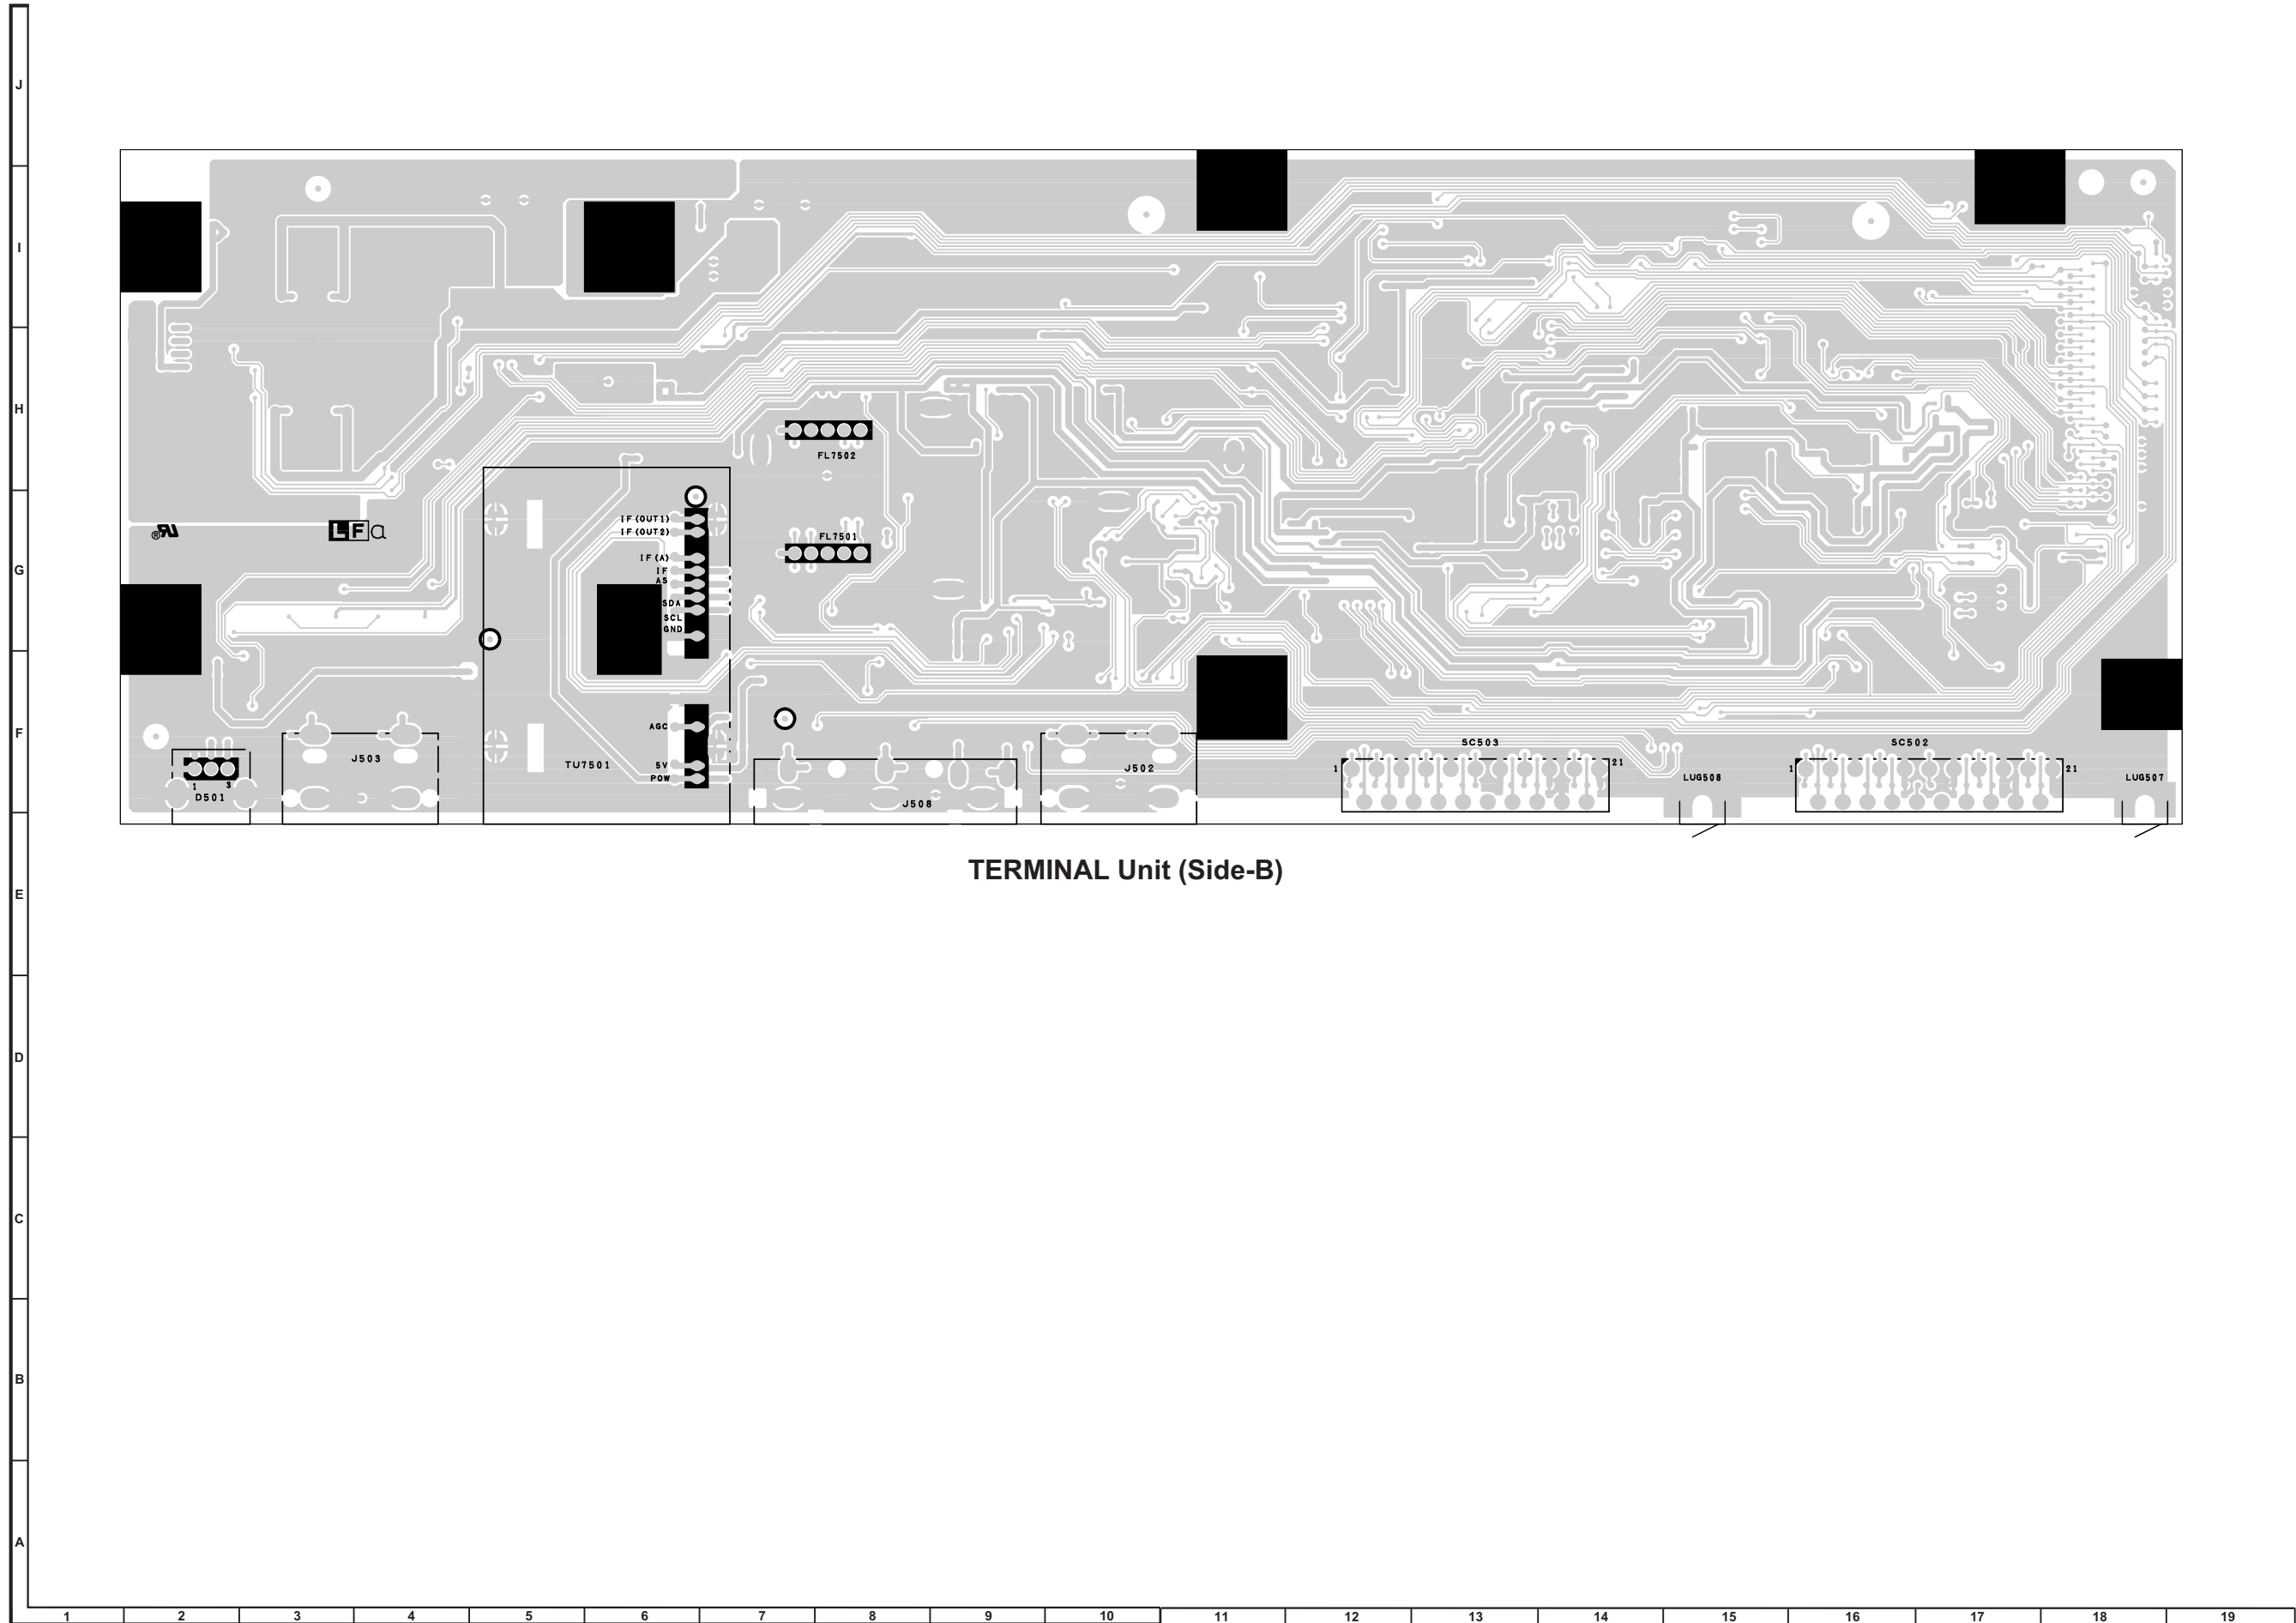 J
I
H
FL7502
IF(OUT1)
IF(OUT2)
®
LF a
FL7501
IF(A)
G
IF
AS
SDA
SCL
GND
AGC
F
SC503
SC502
J503
TU7501
5V
J502
1
21
1
21
POW
LUG508
LUG507
1
3
D501
J508
TERMINAL Unit (Side-B)
E
D
C
B
A
1 2 3 4 5 6 7 8 9 10 11 12 13 14 15 16 17 18 19